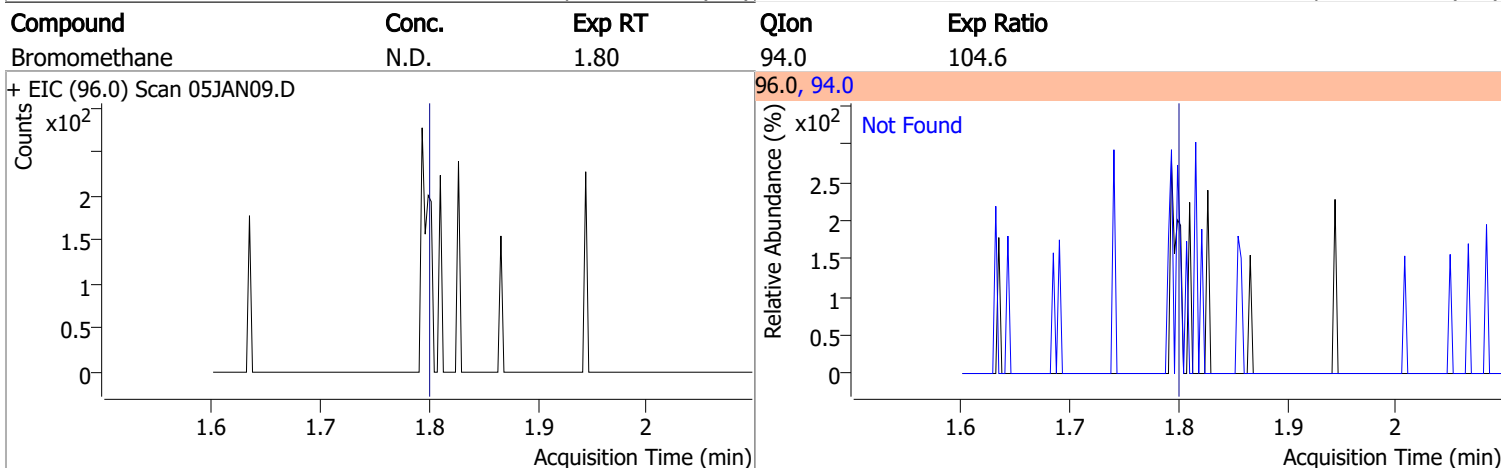 Compound Conc. Exp RT QIon Exp Ratio
Bromomethane N.D. 1.80 94.0 104.6
+ EIC (96.0) Scan 05JAN09.D
Counts
x10²
2
1.5
1
0.5
0
1.6 1.7 1.8 1.9 2
Acquisition Time (min)
96.0, 94.0
Relative Abundance (%)
x10²
Not Found
2.5
2
1.5
1
0.5
0
1.6 1.7 1.8 1.9 2
Acquisition Time (min)